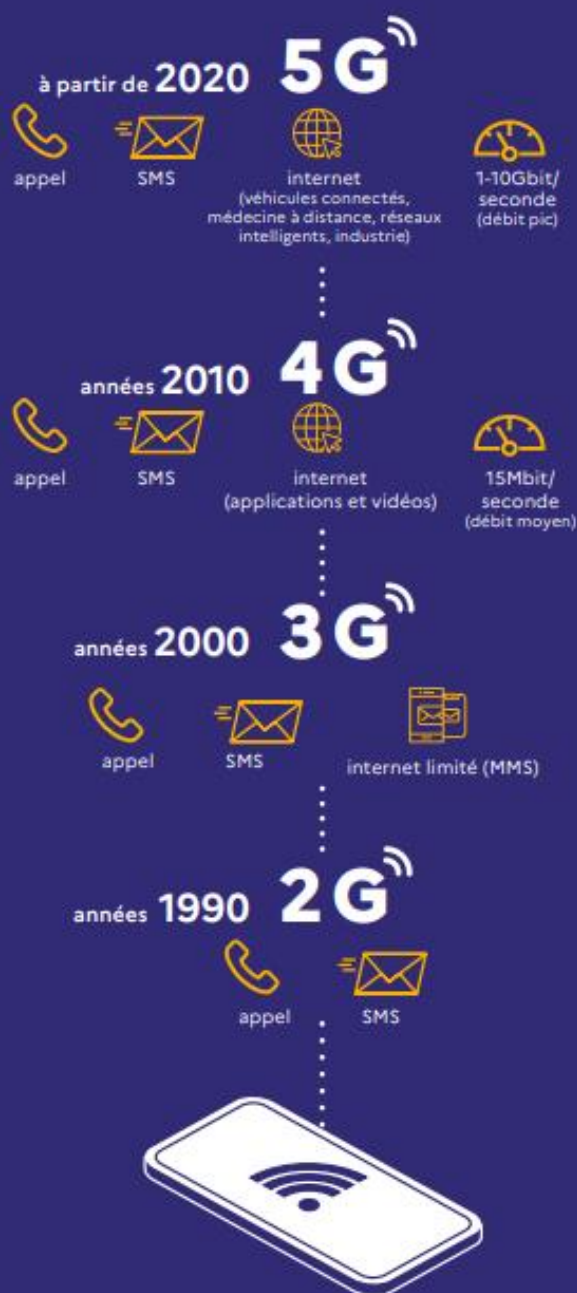 à partir de 2020 5G
appel
SMS
internet
(véhicules connectés,
médecine à distance, réseaux
intelligents, industrie)
1-10Gbit/
seconde
(débit pic)
années 2010 4G
appel
SMS
internet
(applications et vidéos)
15Mbit/
seconde
(débit moyen)
années 2000 3G
appel
SMS
internet limité (MMS)
années 1990 2G
appel
SMS